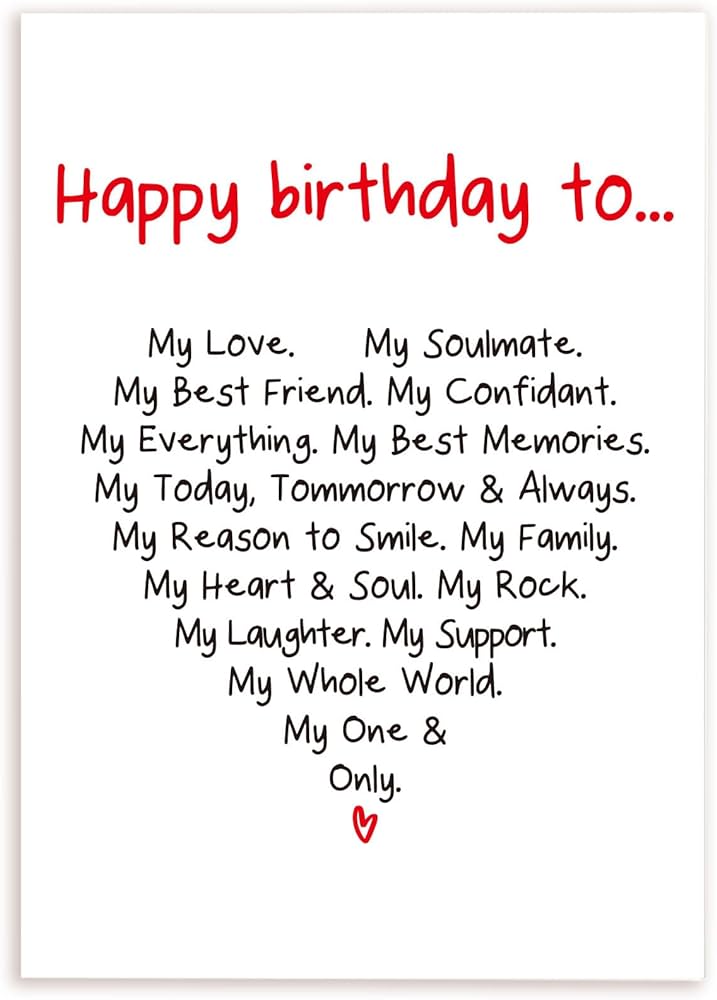 Happy birthday to...
My Love. My Soulmate.
My Best Friend. My Confidant.
My Everything. My Best Memories.
My Today, Tommorrow & Always.
My Reason to Smile. My Family.
My Heart & Soul. My Rock.
My Laughter. My Support.
My Whole World.
My One &
Only.